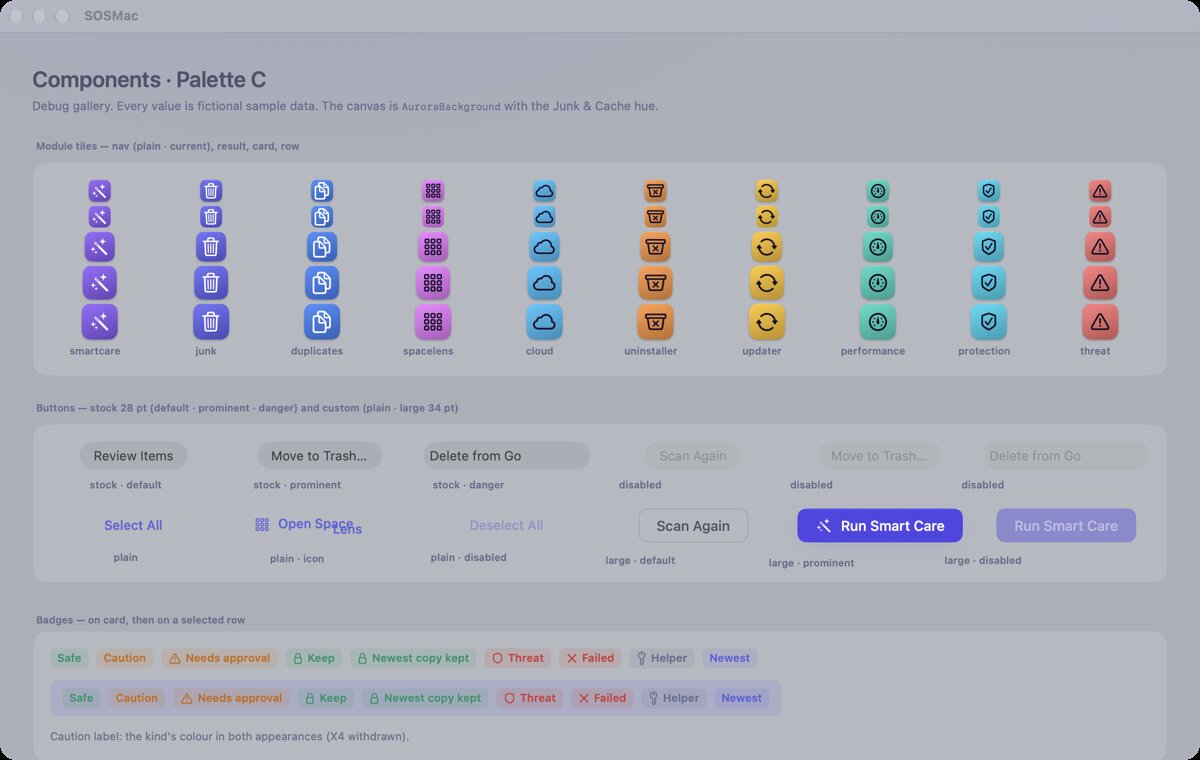 SOSMac
Components · Palette C
Debug gallery. Every value is fictional sample data. The canvas is AuroraBackground with the Junk & Cache hue.
Module tiles — nav (plain · current), result, card, row
smartcare junk duplicates spacelens cloud uninstaller updater performance protection threat
Buttons — stock 28 pt (default · prominent · danger) and custom (plain · large 34 pt)
Review Items Move to Trash... Delete from Go Scan Again Move to Trash... Delete from Go
stock · default stock · prominent stock · danger disabled disabled disabled
Select All Open Space Lens Deselect All Scan Again Run Smart Care Run Smart Care
plain plain · icon plain · disabled large · default large · prominent large · disabled
Badges — on card, then on a selected row
Safe Caution Needs approval Keep Newest copy kept Threat Failed Helper Newest
Safe Caution Needs approval Keep Newest copy kept Threat Failed Helper Newest
Caution label: the kind's colour in both appearances (X4 withdrawn).